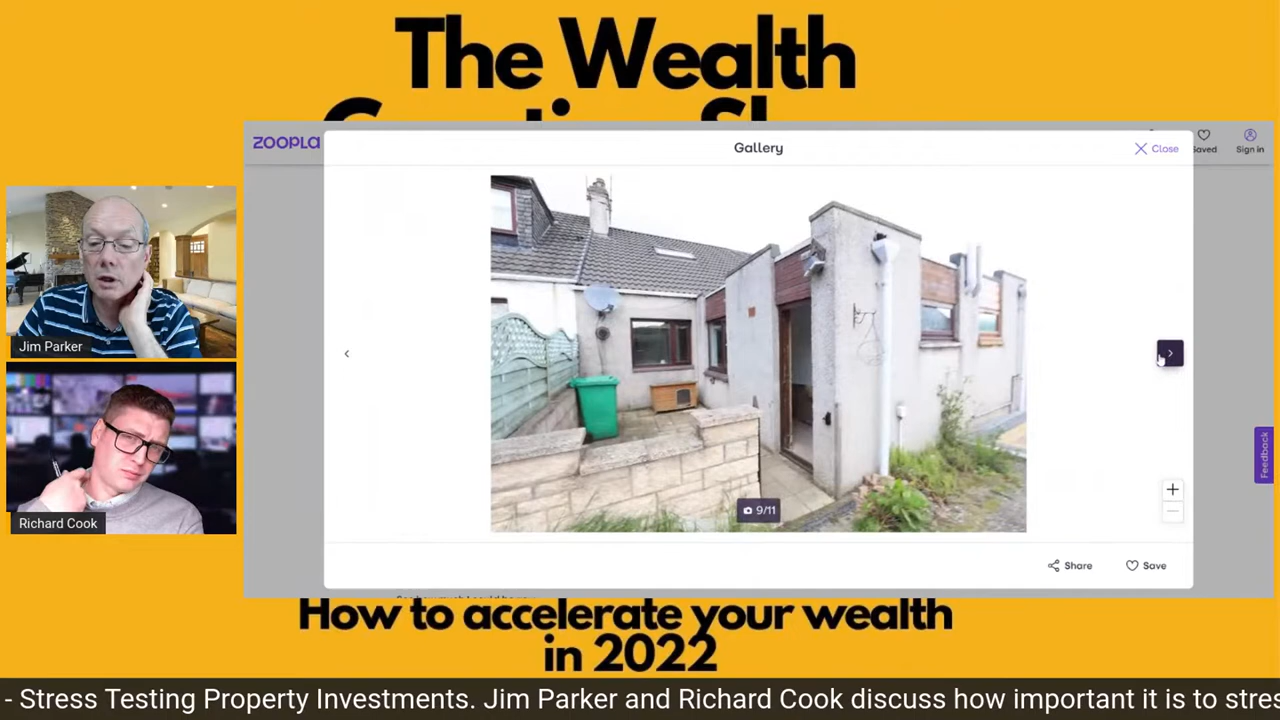 The Wealth
ZOOPLA
Gallery
Close
Saved
Sign in
Jim Parker
Richard Cook
9/11
Feedback
Share
Save
How to accelerate your wealth
in 2022
- Stress Testing Property Investments. Jim Parker and Richard Cook discuss how important it is to stres